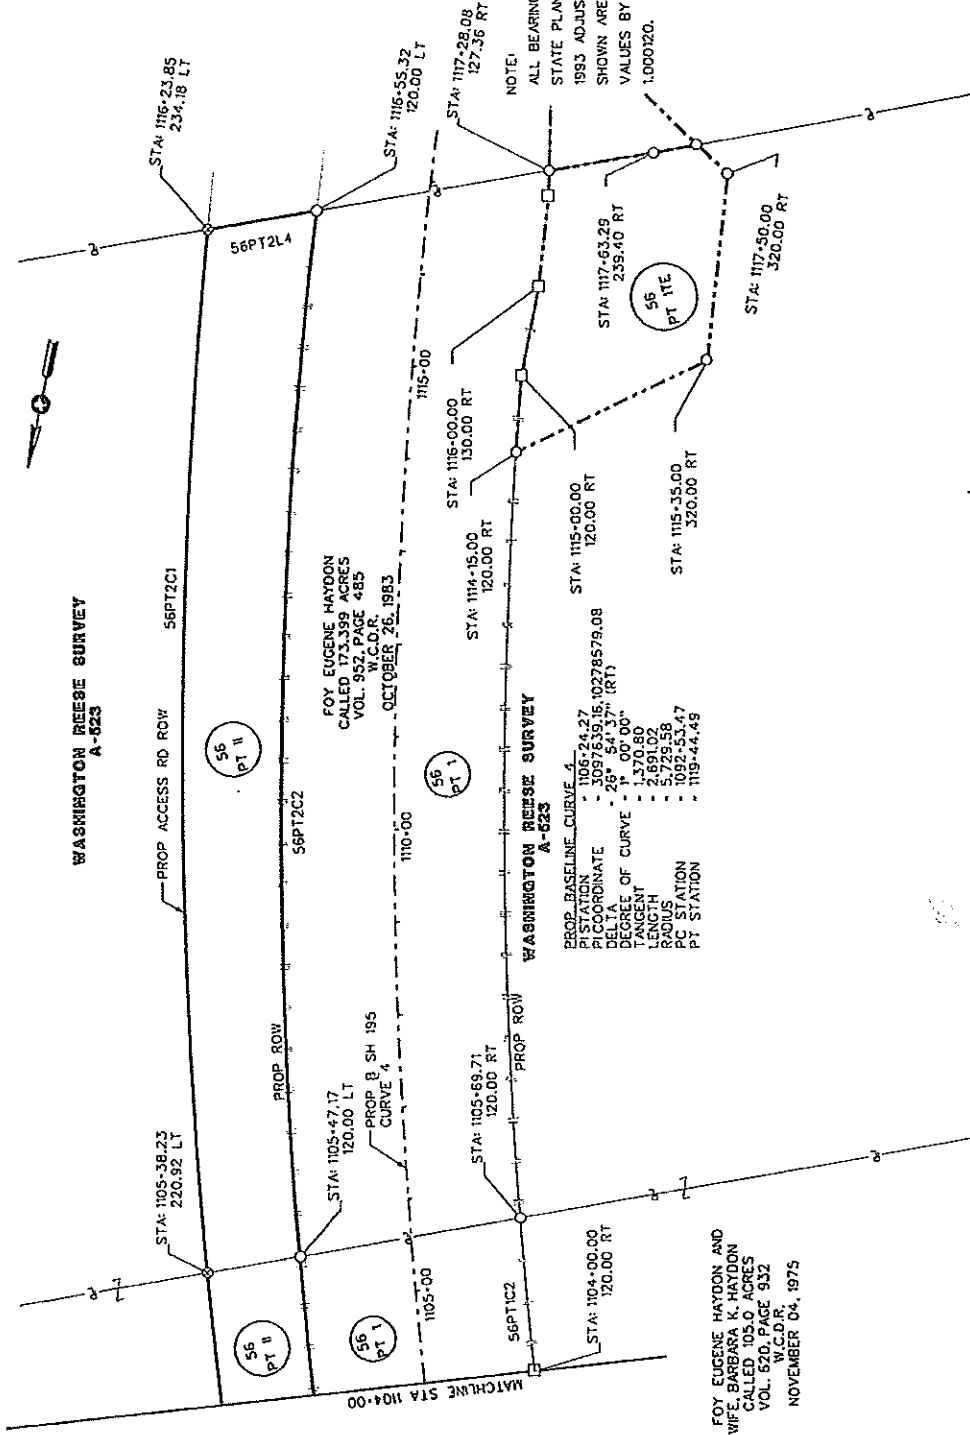 WASHINGTON REESE SURVEY
A-523
STA: 1116+23.85
234.18 LT
STA: 1116+55.32
120.00 LT
STA: 1117+28.08
127.36 RT
NOTE:
ALL BEARING
STATE PLAN
1993 ADJUS
SHOWN ARE
VALUES BY
1.000120.
56PT2L4
56PT2C1
PROP ACCESS RD ROW
56
PT II
56PT2C2
PROP ROW
FOY EUGENE HAYDON
CALLED 173.399 ACRES
VOL. 952, PAGE 485
W.C.D.R.
OCTOBER 26, 1983
1115+00
1110+00
1105+00
56
PT I
STA: 1116+00.00
130.00 RT
STA: 1114+15.00
120.00 RT
STA: 1115+00.00
120.00 RT
STA: 1117+63.29
239.40 RT
56
PT 1TE
STA: 1117+50.00
320.00 RT
STA: 1115+35.00
320.00 RT
WASHINGTON REESE SURVEY
A-523
PROP BASELINE CURVE 4
PI STATION - 1106+24.27
PI COORDINATE - 3097639.16,10278579.08
DELTA - 26° 54' 37" (RT)
DEGREE OF CURVE - 1° 00' 00"
TANGENT - 1,370.80
LENGTH - 2,691.02
RADIUS - 5,729.58
PC STATION - 1092+53.47
PT STATION - 1119+44.49
STA: 1105+38.23
220.92 LT
STA: 1105+47.17
120.00 LT
PROP B SH 195
CURVE 4
STA: 1105+69.71
120.00 RT
PROP ROW
56
PT II
56
PT I
56PT1C2
STA: 1104+00.00
120.00 RT
MATCHLINE STA 1104+00
FOY EUGENE HAYDON AND
WIFE, BARBARA K. HAYDON
CALLED 105.0 ACRES
VOL. 620, PAGE 932
W.C.D.R.
NOVEMBER 04, 1975